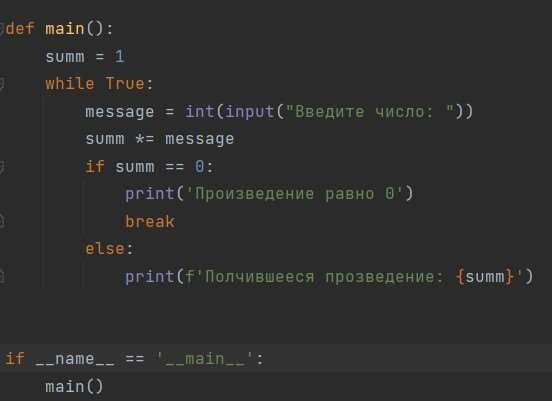 def main():
    summ = 1
    while True:
        message = int(input("Введите число: "))
        summ *= message
        if summ == 0:
            print('Произведение равно 0')
            break
        else:
            print(f'Полчившееся прозведение: {summ}')
if __name__ == '__main__':
    main()